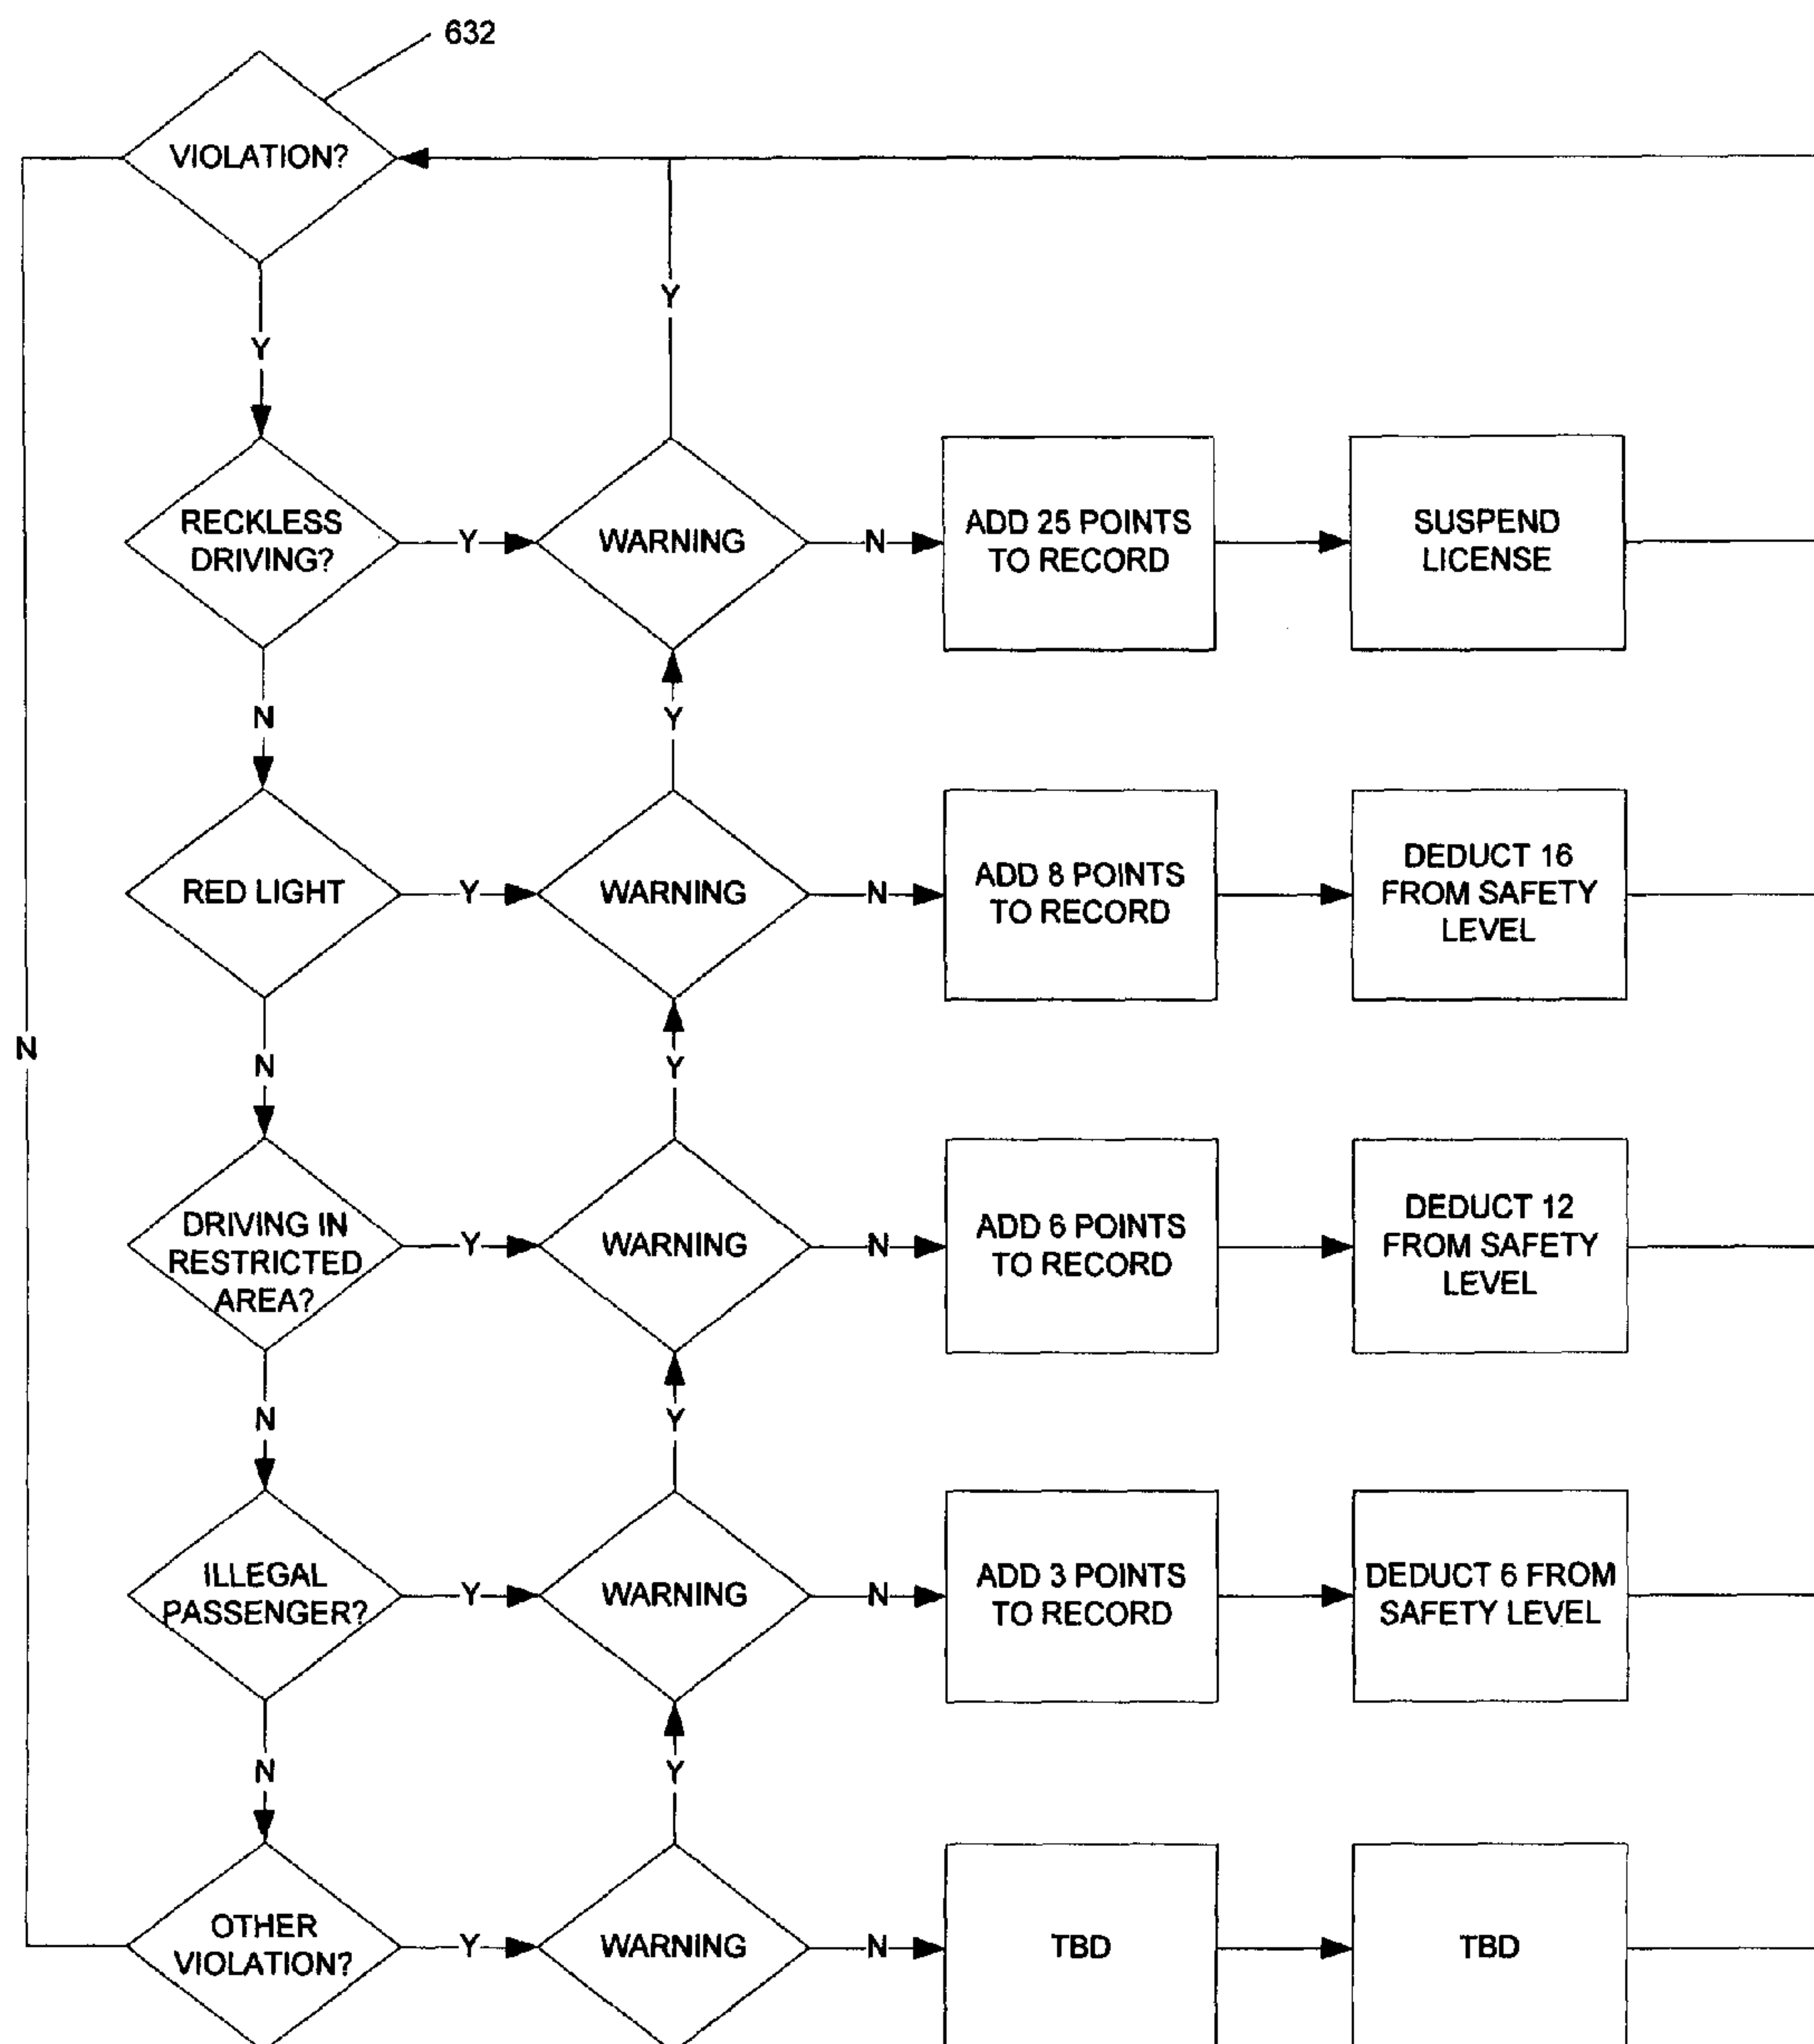 632
VIOLATION?
Y
Y
RECKLESS
DRIVING?
Y
WARNING
N
ADD 25 POINTS
TO RECORD
SUSPEND
LICENSE
N
Y
RED LIGHT
Y
WARNING
N
ADD 8 POINTS
TO RECORD
DEDUCT 16
FROM SAFETY
LEVEL
N
N
Y
DRIVING IN
RESTRICTED
AREA?
Y
WARNING
N
ADD 6 POINTS
TO RECORD
DEDUCT 12
FROM SAFETY
LEVEL
N
Y
ILLEGAL
PASSENGER?
Y
WARNING
N
ADD 3 POINTS
TO RECORD
DEDUCT 6 FROM
SAFETY LEVEL
N
Y
OTHER
VIOLATION?
Y
WARNING
N
TBD
TBD